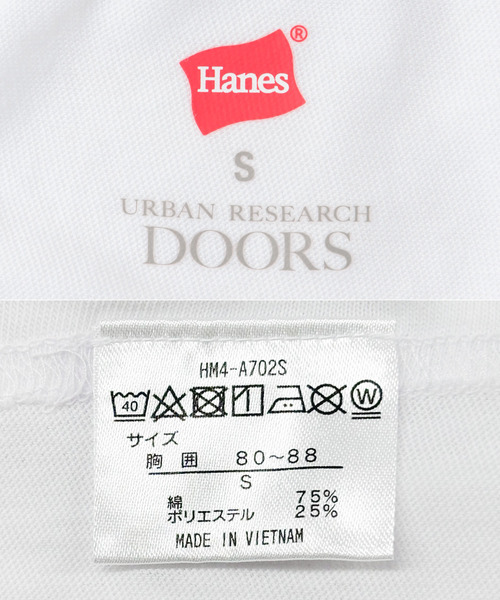 Hanes®
S
URBAN RESEARCH
DOORS
HM4-A702S
40 W
サイズ
胸囲 80～88
S
綿 75%
ポリエステル 25%
MADE IN VIETNAM